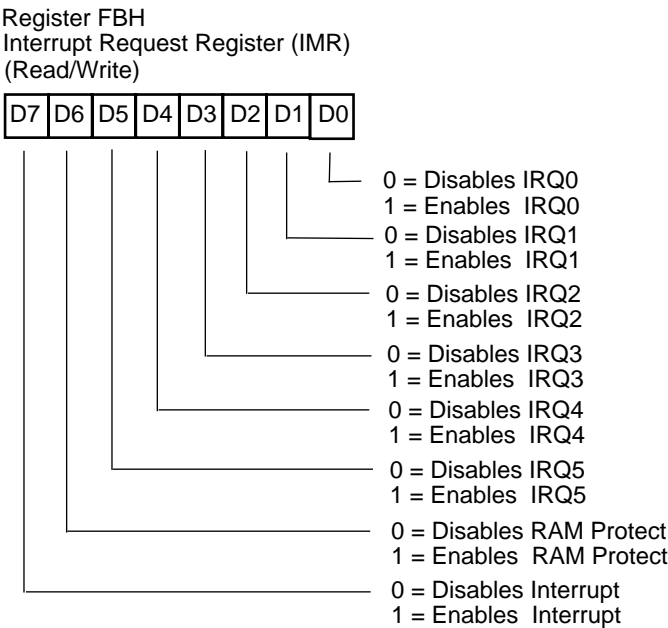 Register FBH
Interrupt Request Register (IMR)
(Read/Write)
D7 D6 D5 D4 D3 D2 D1 D0
0 = Disables IRQ0
1 = Enables IRQ0
0 = Disables IRQ1
1 = Enables IRQ1
0 = Disables IRQ2
1 = Enables IRQ2
0 = Disables IRQ3
1 = Enables IRQ3
0 = Disables IRQ4
1 = Enables IRQ4
0 = Disables IRQ5
1 = Enables IRQ5
0 = Disables RAM Protect
1 = Enables RAM Protect
0 = Disables Interrupt
1 = Enables Interrupt